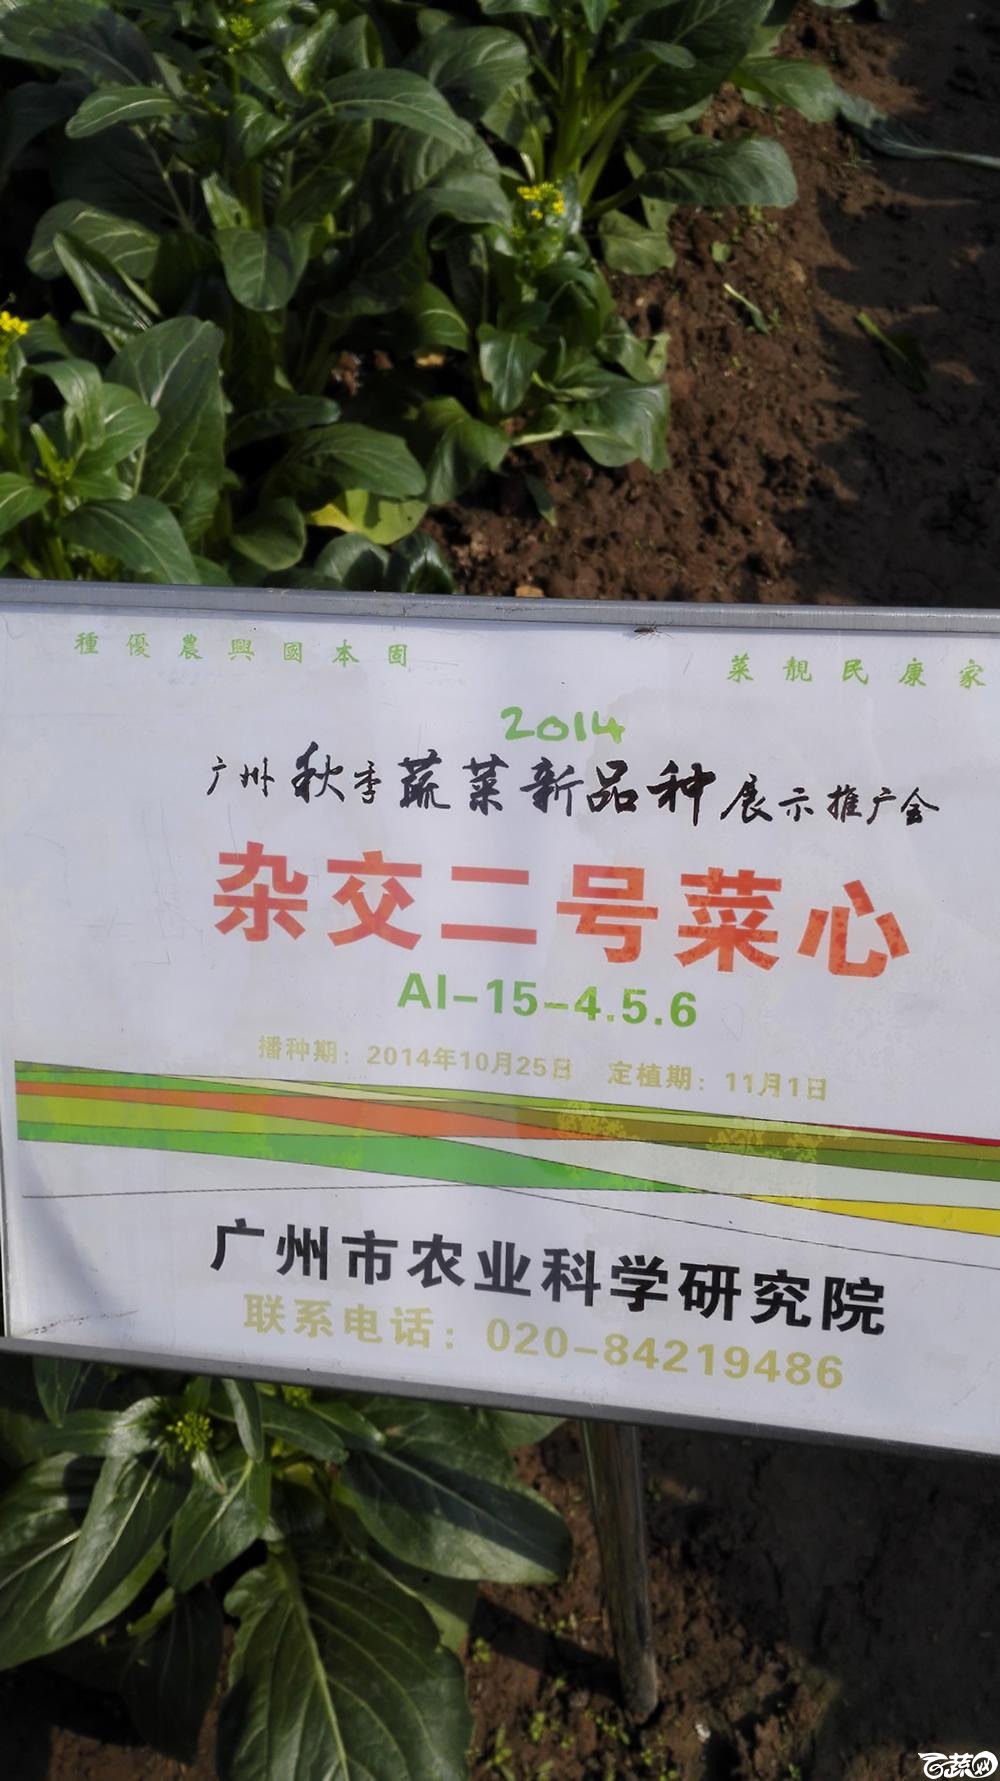 種優農興國本固 菜靚民康家
2014
广州秋季蔬菜新品种展示推广会
杂交二号菜心
AI-15-4.5.6
播种期：2014年10月25日 定植期：11月1日
广州市农业科学研究院
联系电话：020-84219486
百蔬网